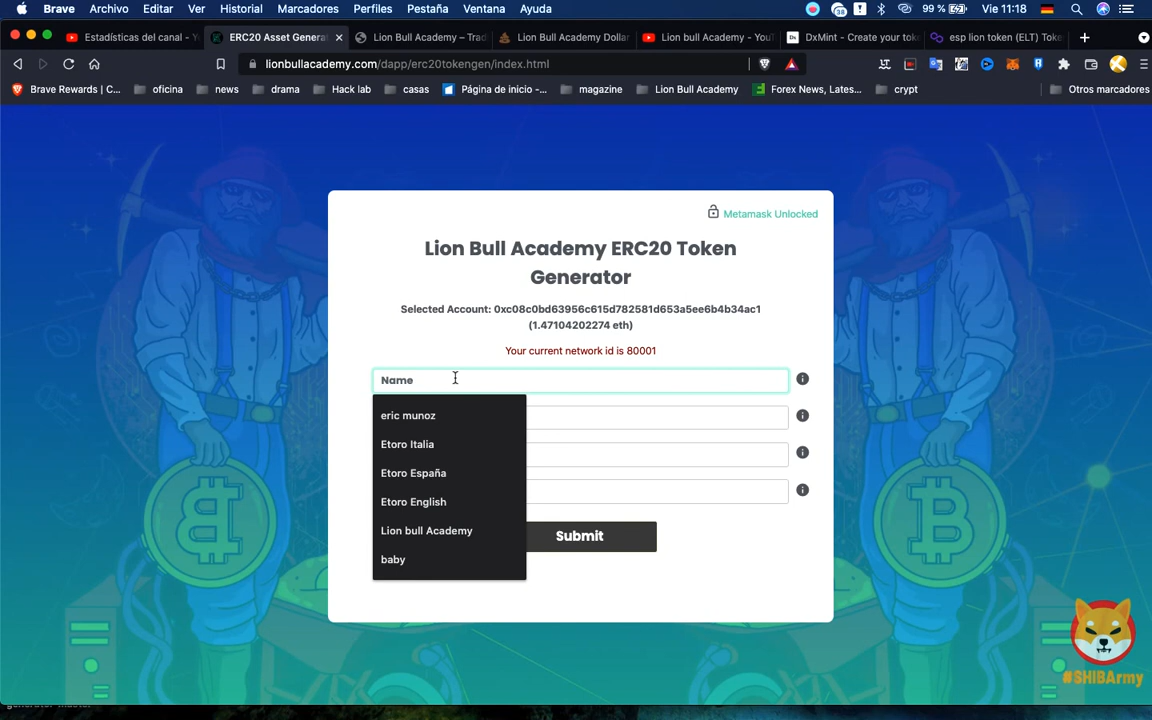 Brave Archivo Editar Ver Historial Marcadores Perfiles Pestaña Ventana Ayuda 38 99 % Vie 11:18
Estadísticas del canal - Y ERC20 Asset Genera Lion Bull Academy – Trad Lion Bull Academy Dollar Lion bull Academy - YouT Ds DxMint - Create your toke esp lion token (ELT) Toke
lionbullacademy.com/dapp/erc20tokengen/index.html
Brave Rewards | C... oficina news drama Hack lab casas Página de inicio -... magazine Lion Bull Academy Forex News, Lates... crypt Otros marcadores
Metamask Unlocked
Lion Bull Academy ERC20 Token
Generator
Selected Account: 0xc08c0bd63956c615d782581d653a5ee6b4b34ac1
(1.47104202274 eth)
Your current network id is 80001
Name
eric munoz
Etoro Italia
Etoro España
Etoro English
Lion bull Academy
baby
Submit
#SHIBArmy